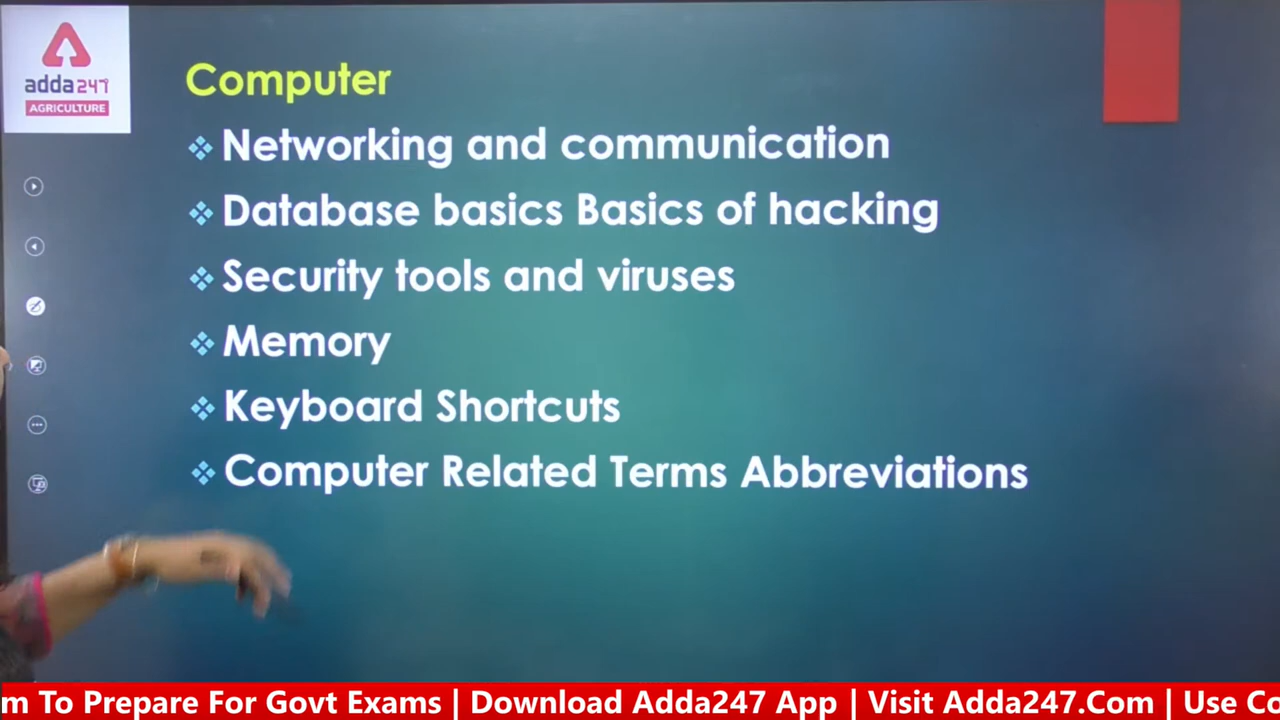 adda247
AGRICULTURE
Computer
Networking and communication
Database basics Basics of hacking
Security tools and viruses
Memory
Keyboard Shortcuts
Computer Related Terms Abbreviations
m To Prepare For Govt Exams | Download Adda247 App | Visit Adda247.Com | Use Co